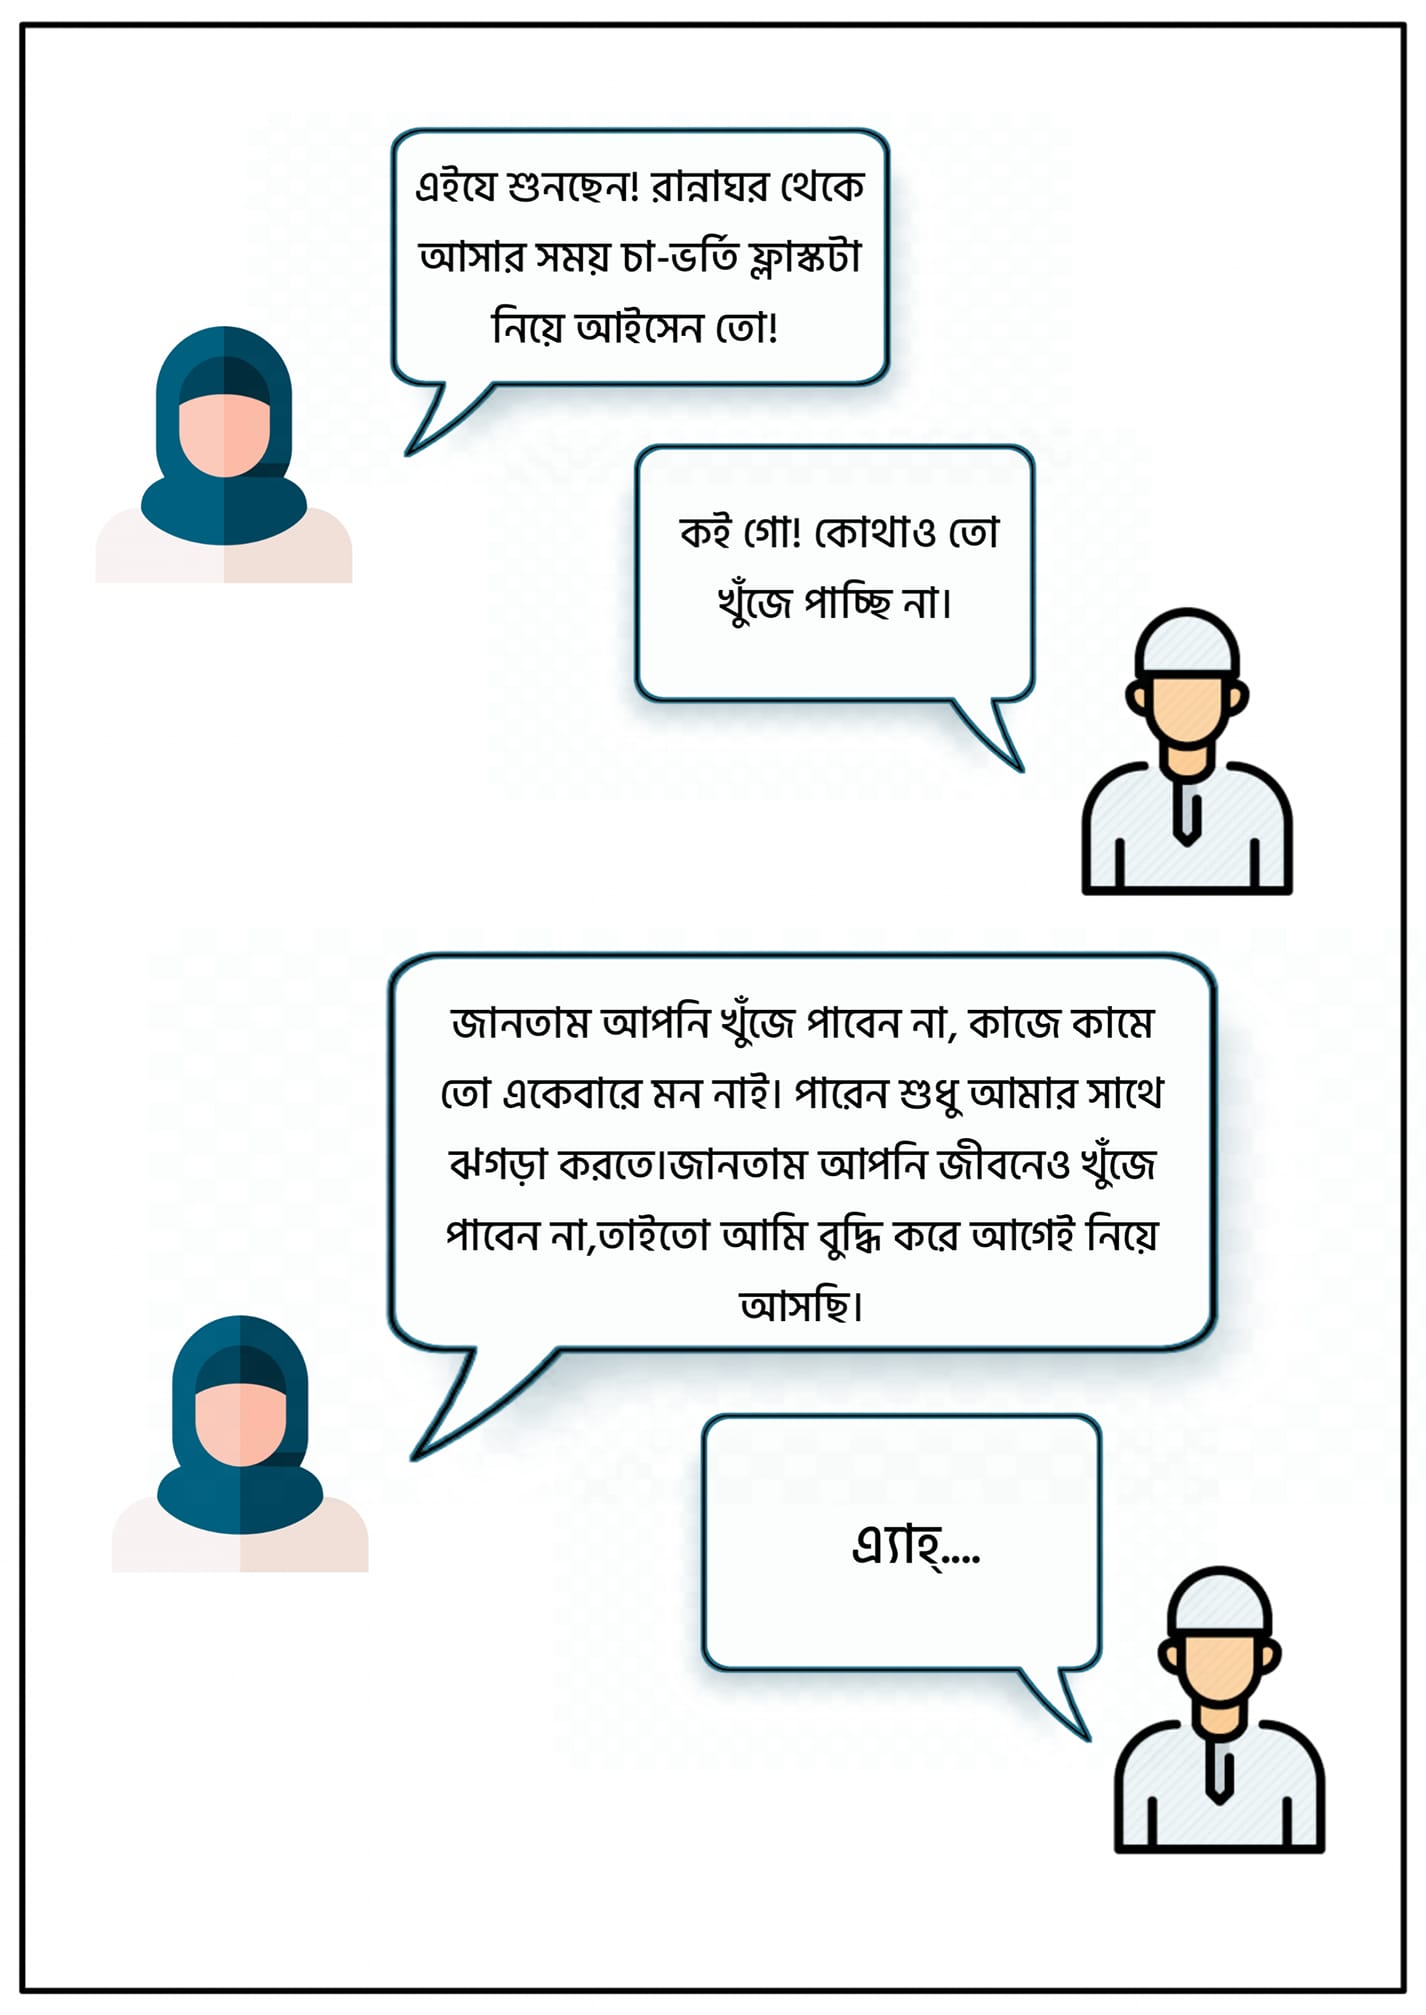 এইযে শুনছেন! রান্নাঘর থেকে
আসার সময় চা-ভর্তি ফ্লাস্কটা
নিয়ে আইসেন তো!
কই গো! কোথাও তো
খুঁজে পাচ্ছি না।
জানতাম আপনি খুঁজে পাবেন না, কাজে কামে
তো একেবারে মন নাই। পারেন শুধু আমার সাথে
ঝগড়া করতে।জানতাম আপনি জীবনেও খুঁজে
পাবেন না,তাইতো আমি বুদ্ধি করে আগেই নিয়ে
আসছি।
এ্যাহ্....